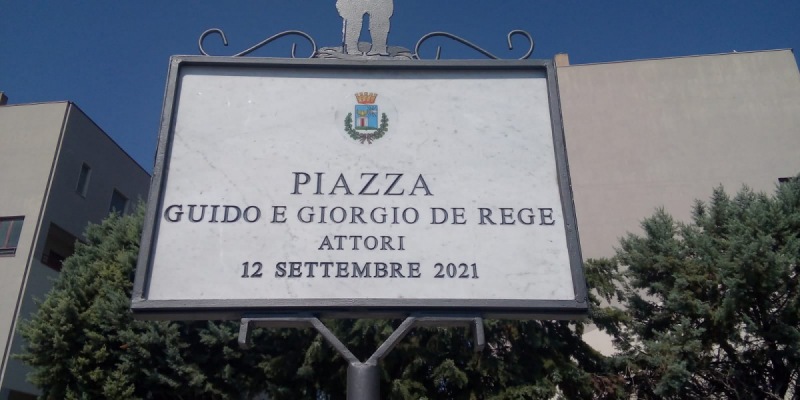 PIAZZA
GUIDO E GIORGIO DE REGE
ATTORI
12 SETTEMBRE 2021